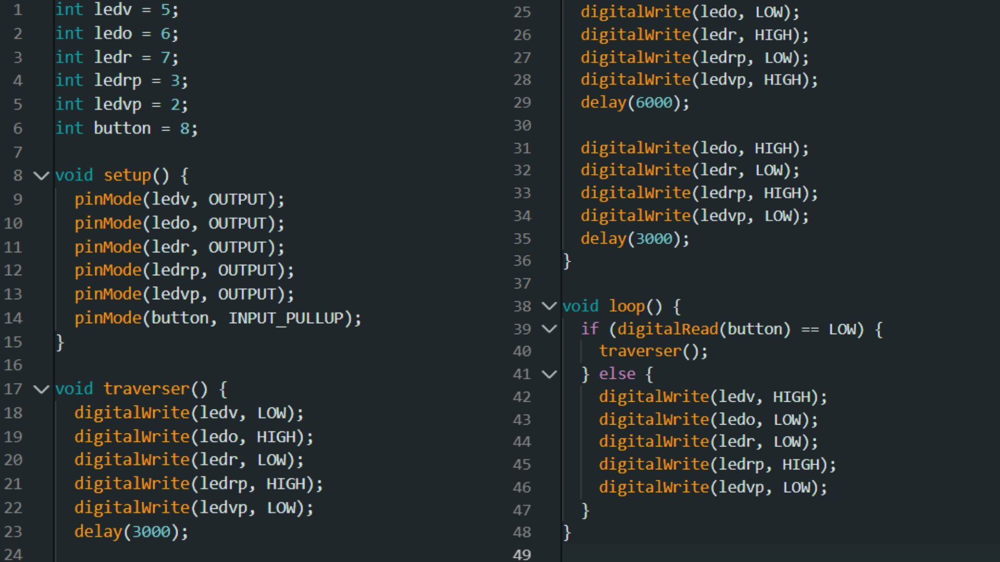 1 int ledv = 5;
2 int ledo = 6;
3 int ledr = 7;
4 int ledrp = 3;
5 int ledvp = 2;
6 int button = 8;
7
8 void setup() {
9 pinMode(ledv, OUTPUT);
10 pinMode(ledo, OUTPUT);
11 pinMode(ledr, OUTPUT);
12 pinMode(ledrp, OUTPUT);
13 pinMode(ledvp, OUTPUT);
14 pinMode(button, INPUT_PULLUP);
15 }
16
17 void traverser() {
18 digitalWrite(ledv, LOW);
19 digitalWrite(ledo, HIGH);
20 digitalWrite(ledr, LOW);
21 digitalWrite(ledrp, HIGH);
22 digitalWrite(ledvp, LOW);
23 delay(3000);
24
25 digitalWrite(ledo, LOW);
26 digitalWrite(ledr, HIGH);
27 digitalWrite(ledrp, LOW);
28 digitalWrite(ledvp, HIGH);
29 delay(6000);
30
31 digitalWrite(ledo, HIGH);
32 digitalWrite(ledr, LOW);
33 digitalWrite(ledrp, HIGH);
34 digitalWrite(ledvp, LOW);
35 delay(3000);
36 }
37
38 void loop() {
39 if (digitalRead(button) == LOW) {
40 traverser();
41 } else {
42 digitalWrite(ledv, HIGH);
43 digitalWrite(ledo, LOW);
44 digitalWrite(ledr, LOW);
45 digitalWrite(ledrp, HIGH);
46 digitalWrite(ledvp, LOW);
47 }
48 }
49